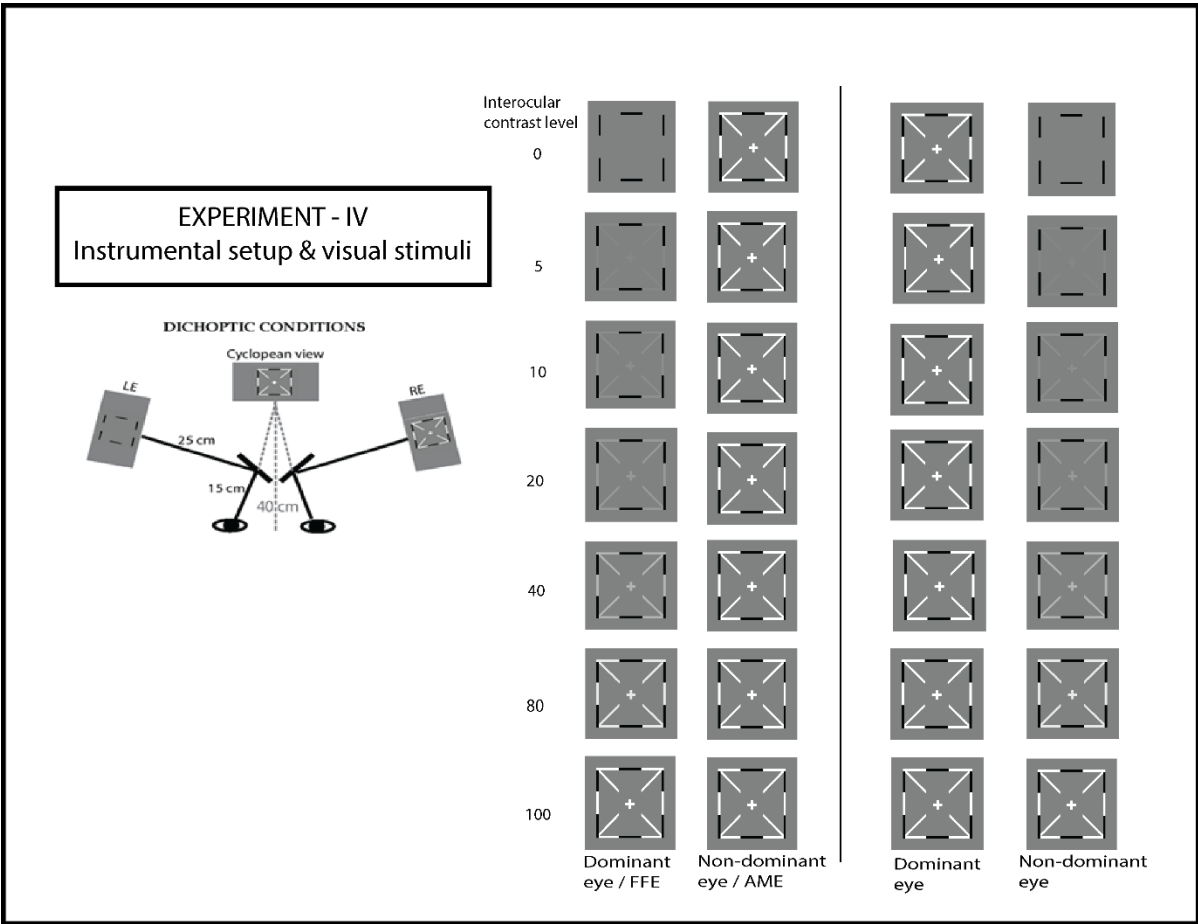 EXPERIMENT - IV
Instrumental setup & visual stimuli
DICHOPTIC CONDITIONS
Cyclopean view
LE
RE
25 cm
15 cm
40 cm
Interocular
contrast level
0
5
10
20
40
80
100
Dominant
eye / FFE
Non-dominant
eye / AME
Dominant
eye
Non-dominant
eye